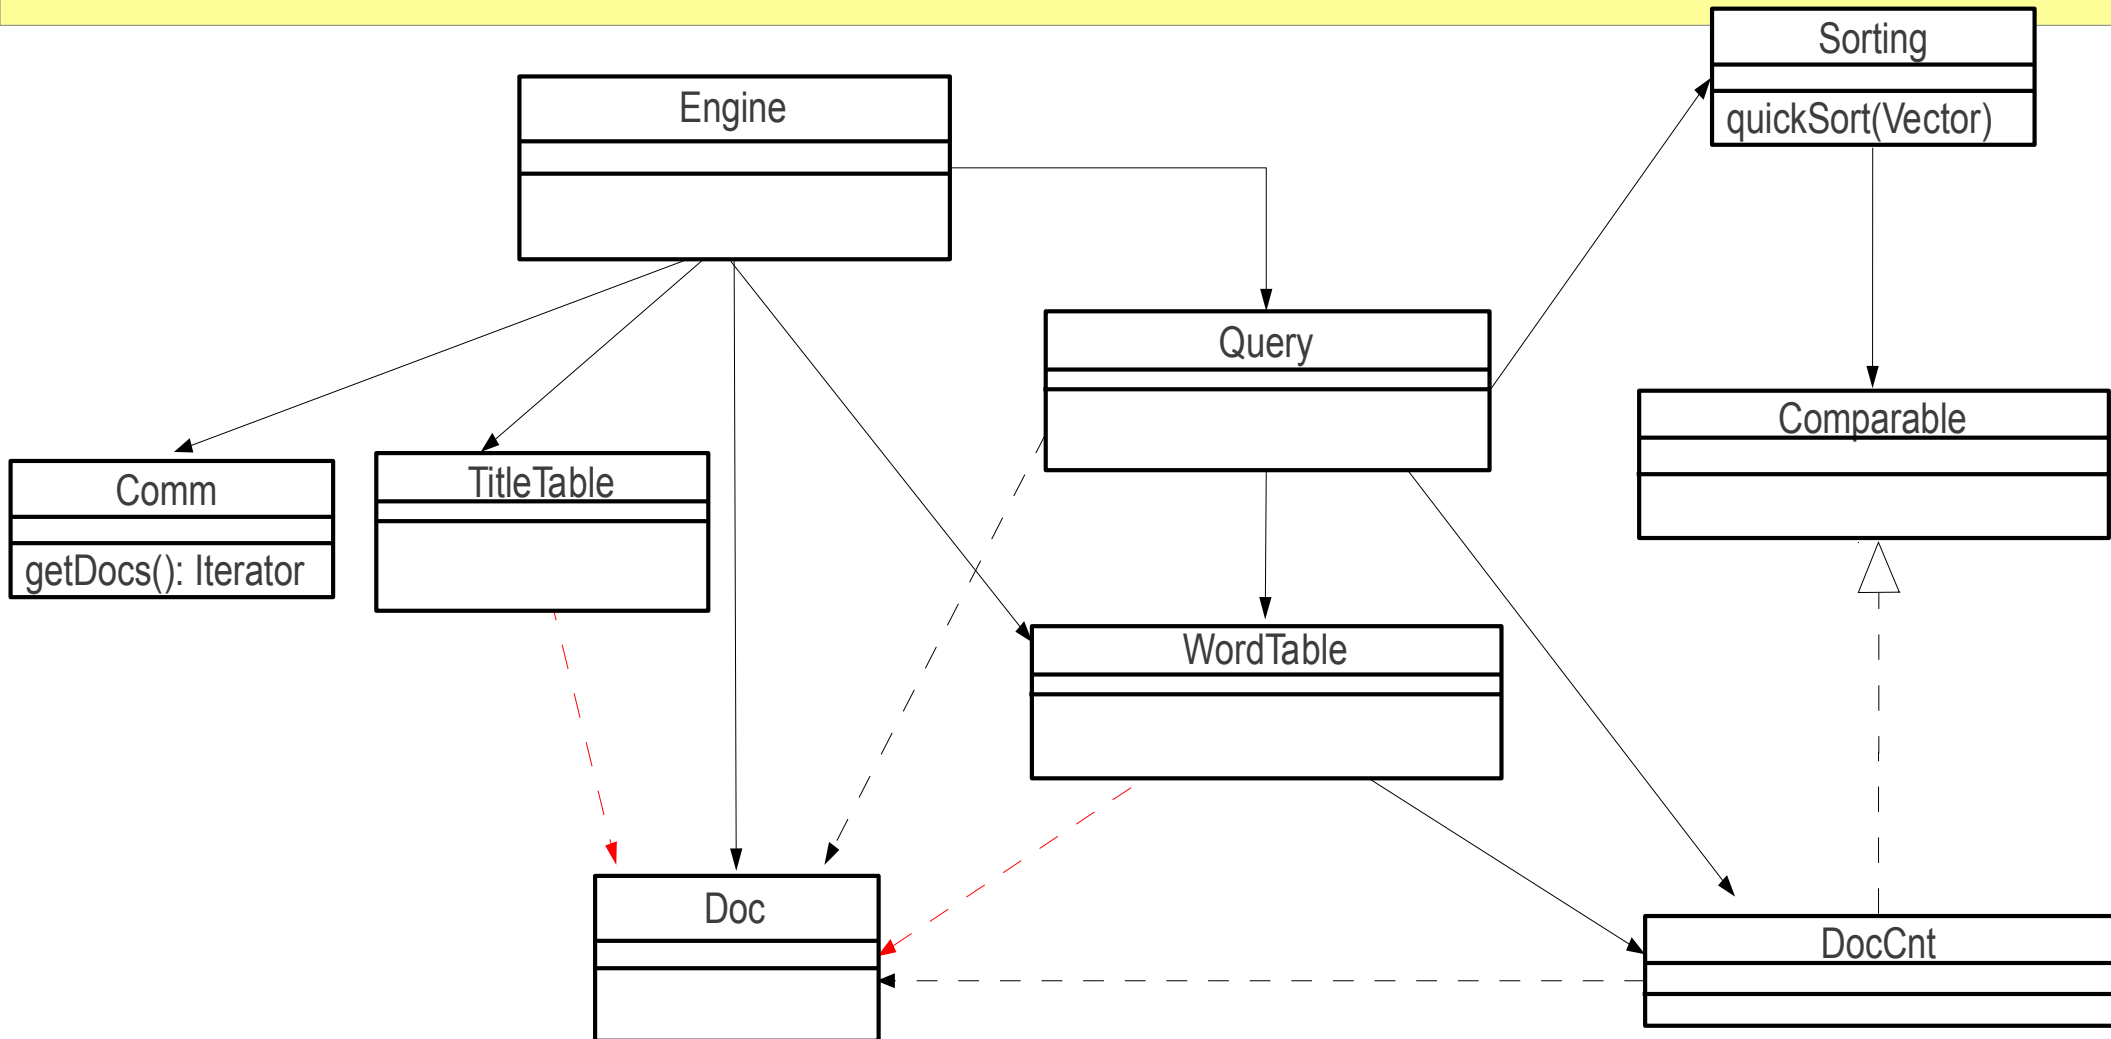 Sorting
quickSort(Vector)
Engine
Query
Comparable
Comm
getDocs(): Iterator
TitleTable
WordTable
Doc
DocCnt